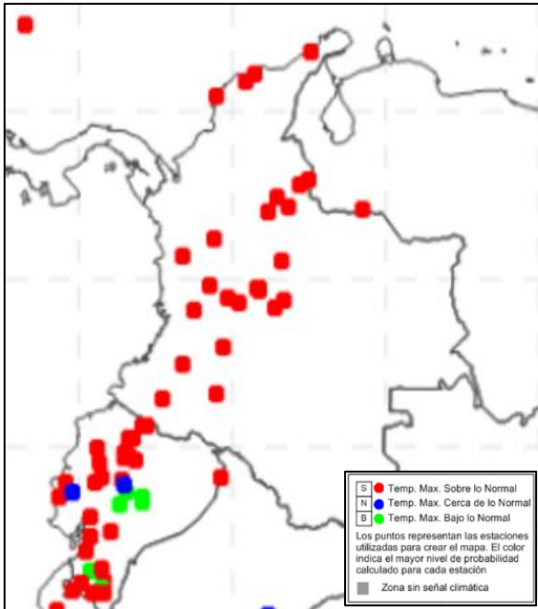 S Temp. Max. Sobre lo Normal
N Temp. Max. Cerca de lo Normal
B Temp. Max. Bajo lo Normal
Los puntos representan las estaciones
utilizadas para crear el mapa. El color
indica el mayor nivel de probabilidad
calculado para cada estación
Zona sin señal climática